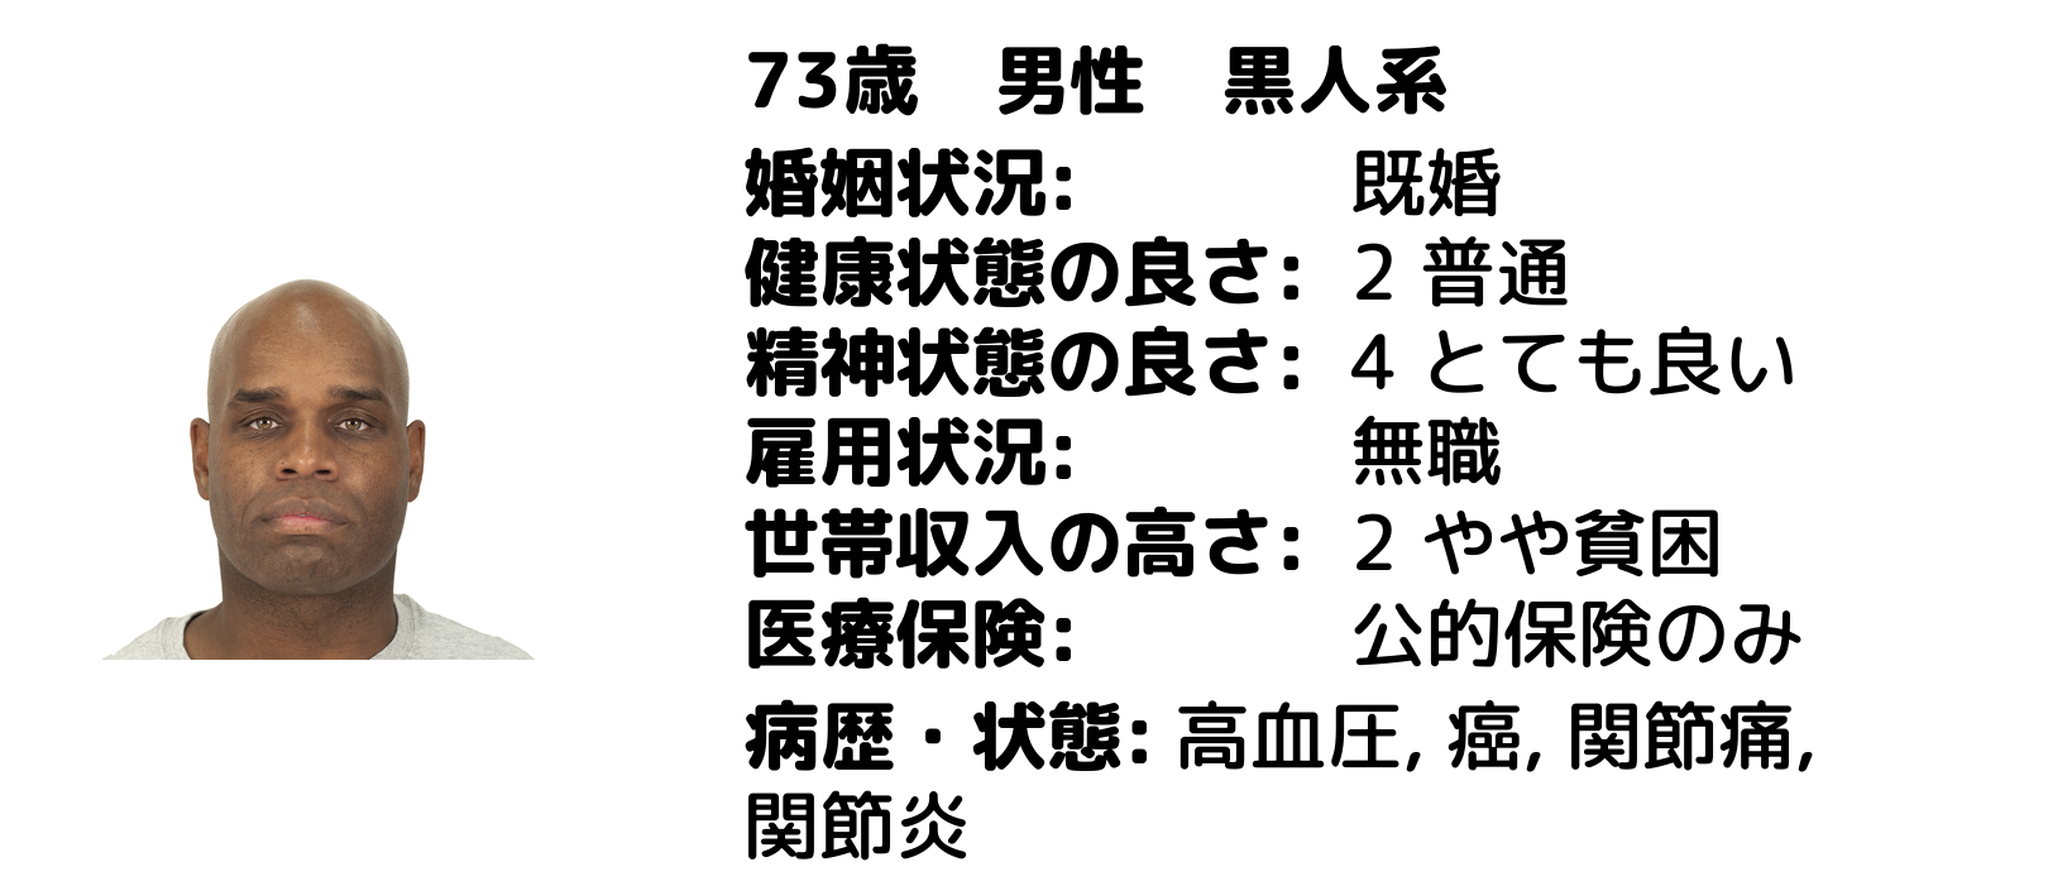 73歳　男性　黒人系
婚姻状況: 既婚
健康状態の良さ: 2 普通
精神状態の良さ: 4 とても良い
雇用状況: 無職
世帯収入の高さ: 2 やや貧困
医療保険: 公的保険のみ
病歴・状態: 高血圧, 癌, 関節痛,
関節炎